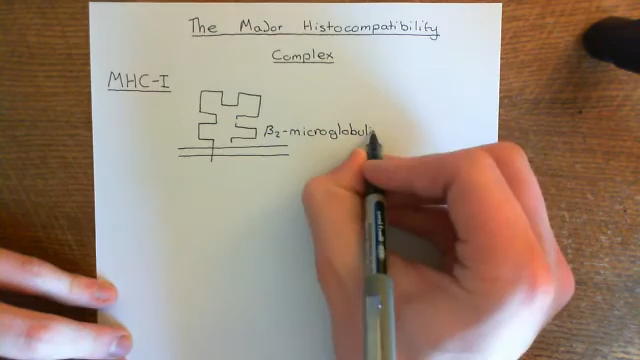 The Major Histocompatibility
Complex
MHC-I
β2-microglobuli